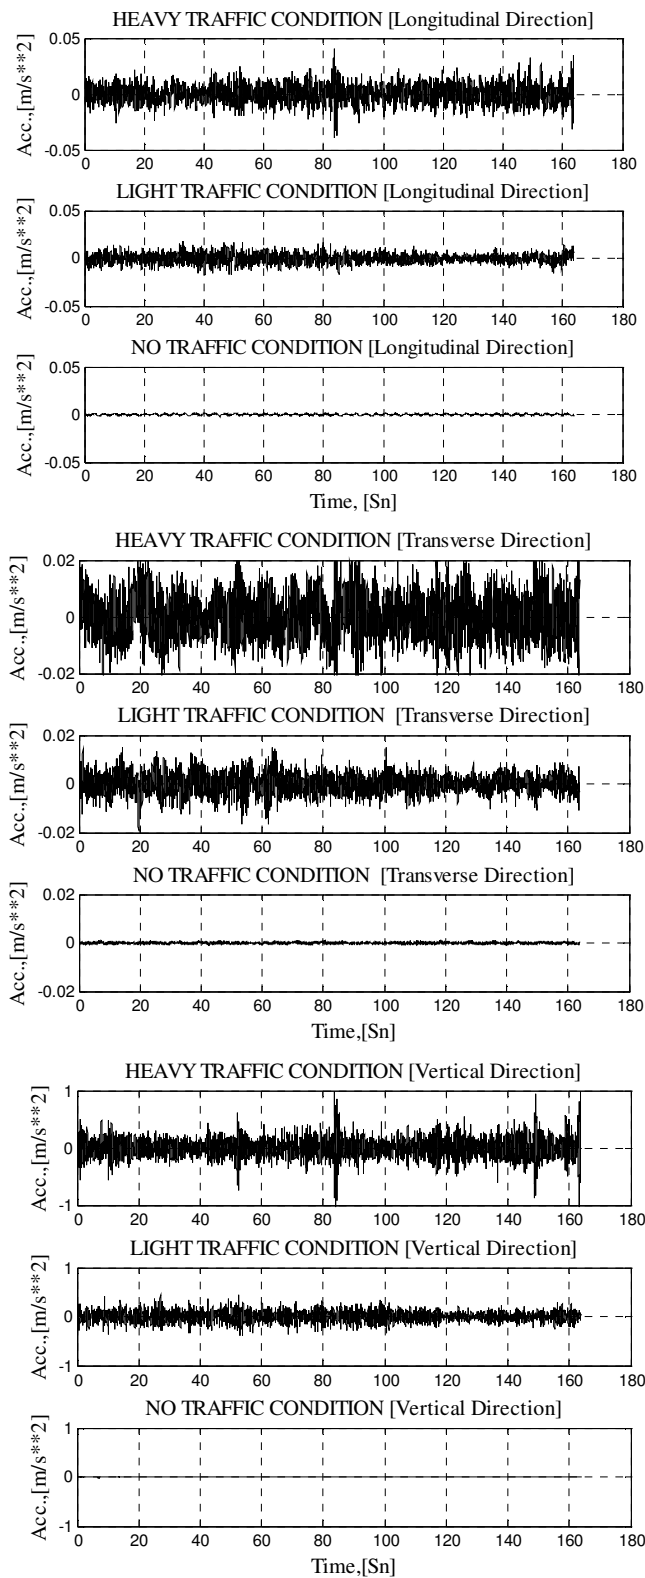 HEAVY TRAFFIC CONDITION [Longitudinal Direction]
Acc.,[m/s**2]
0.05
0
-0.05
0 20 40 60 80 100 120 140 160 180
LIGHT TRAFFIC CONDITION [Longitudinal Direction]
Acc.,[m/s**2]
0.05
0
-0.05
0 20 40 60 80 100 120 140 160 180
NO TRAFFIC CONDITION [Longitudinal Direction]
Acc.,[m/s**2]
0.05
0
-0.05
0 20 40 60 80 100 120 140 160 180
Time, [Sn]
HEAVY TRAFFIC CONDITION [Transverse Direction]
Acc.,[m/s**2]
0.02
0
-0.02
0 20 40 60 80 100 120 140 160 180
LIGHT TRAFFIC CONDITION [Transverse Direction]
Acc.,[m/s**2]
0.02
0
-0.02
0 20 40 60 80 100 120 140 160 180
NO TRAFFIC CONDITION [Transverse Direction]
Acc.,[m/s**2]
0.02
0
-0.02
0 20 40 60 80 100 120 140 160 180
Time,[Sn]
HEAVY TRAFFIC CONDITION [Vertical Direction]
Acc.,[m/s**2]
1
0
-1
0 20 40 60 80 100 120 140 160 180
LIGHT TRAFFIC CONDITION [Vertical Direction]
Acc.,[m/s**2]
1
0
-1
0 20 40 60 80 100 120 140 160 180
NO TRAFFIC CONDITION [Vertical Direction]
Acc.,[m/s**2]
1
0
-1
0 20 40 60 80 100 120 140 160 180
Time,[Sn]